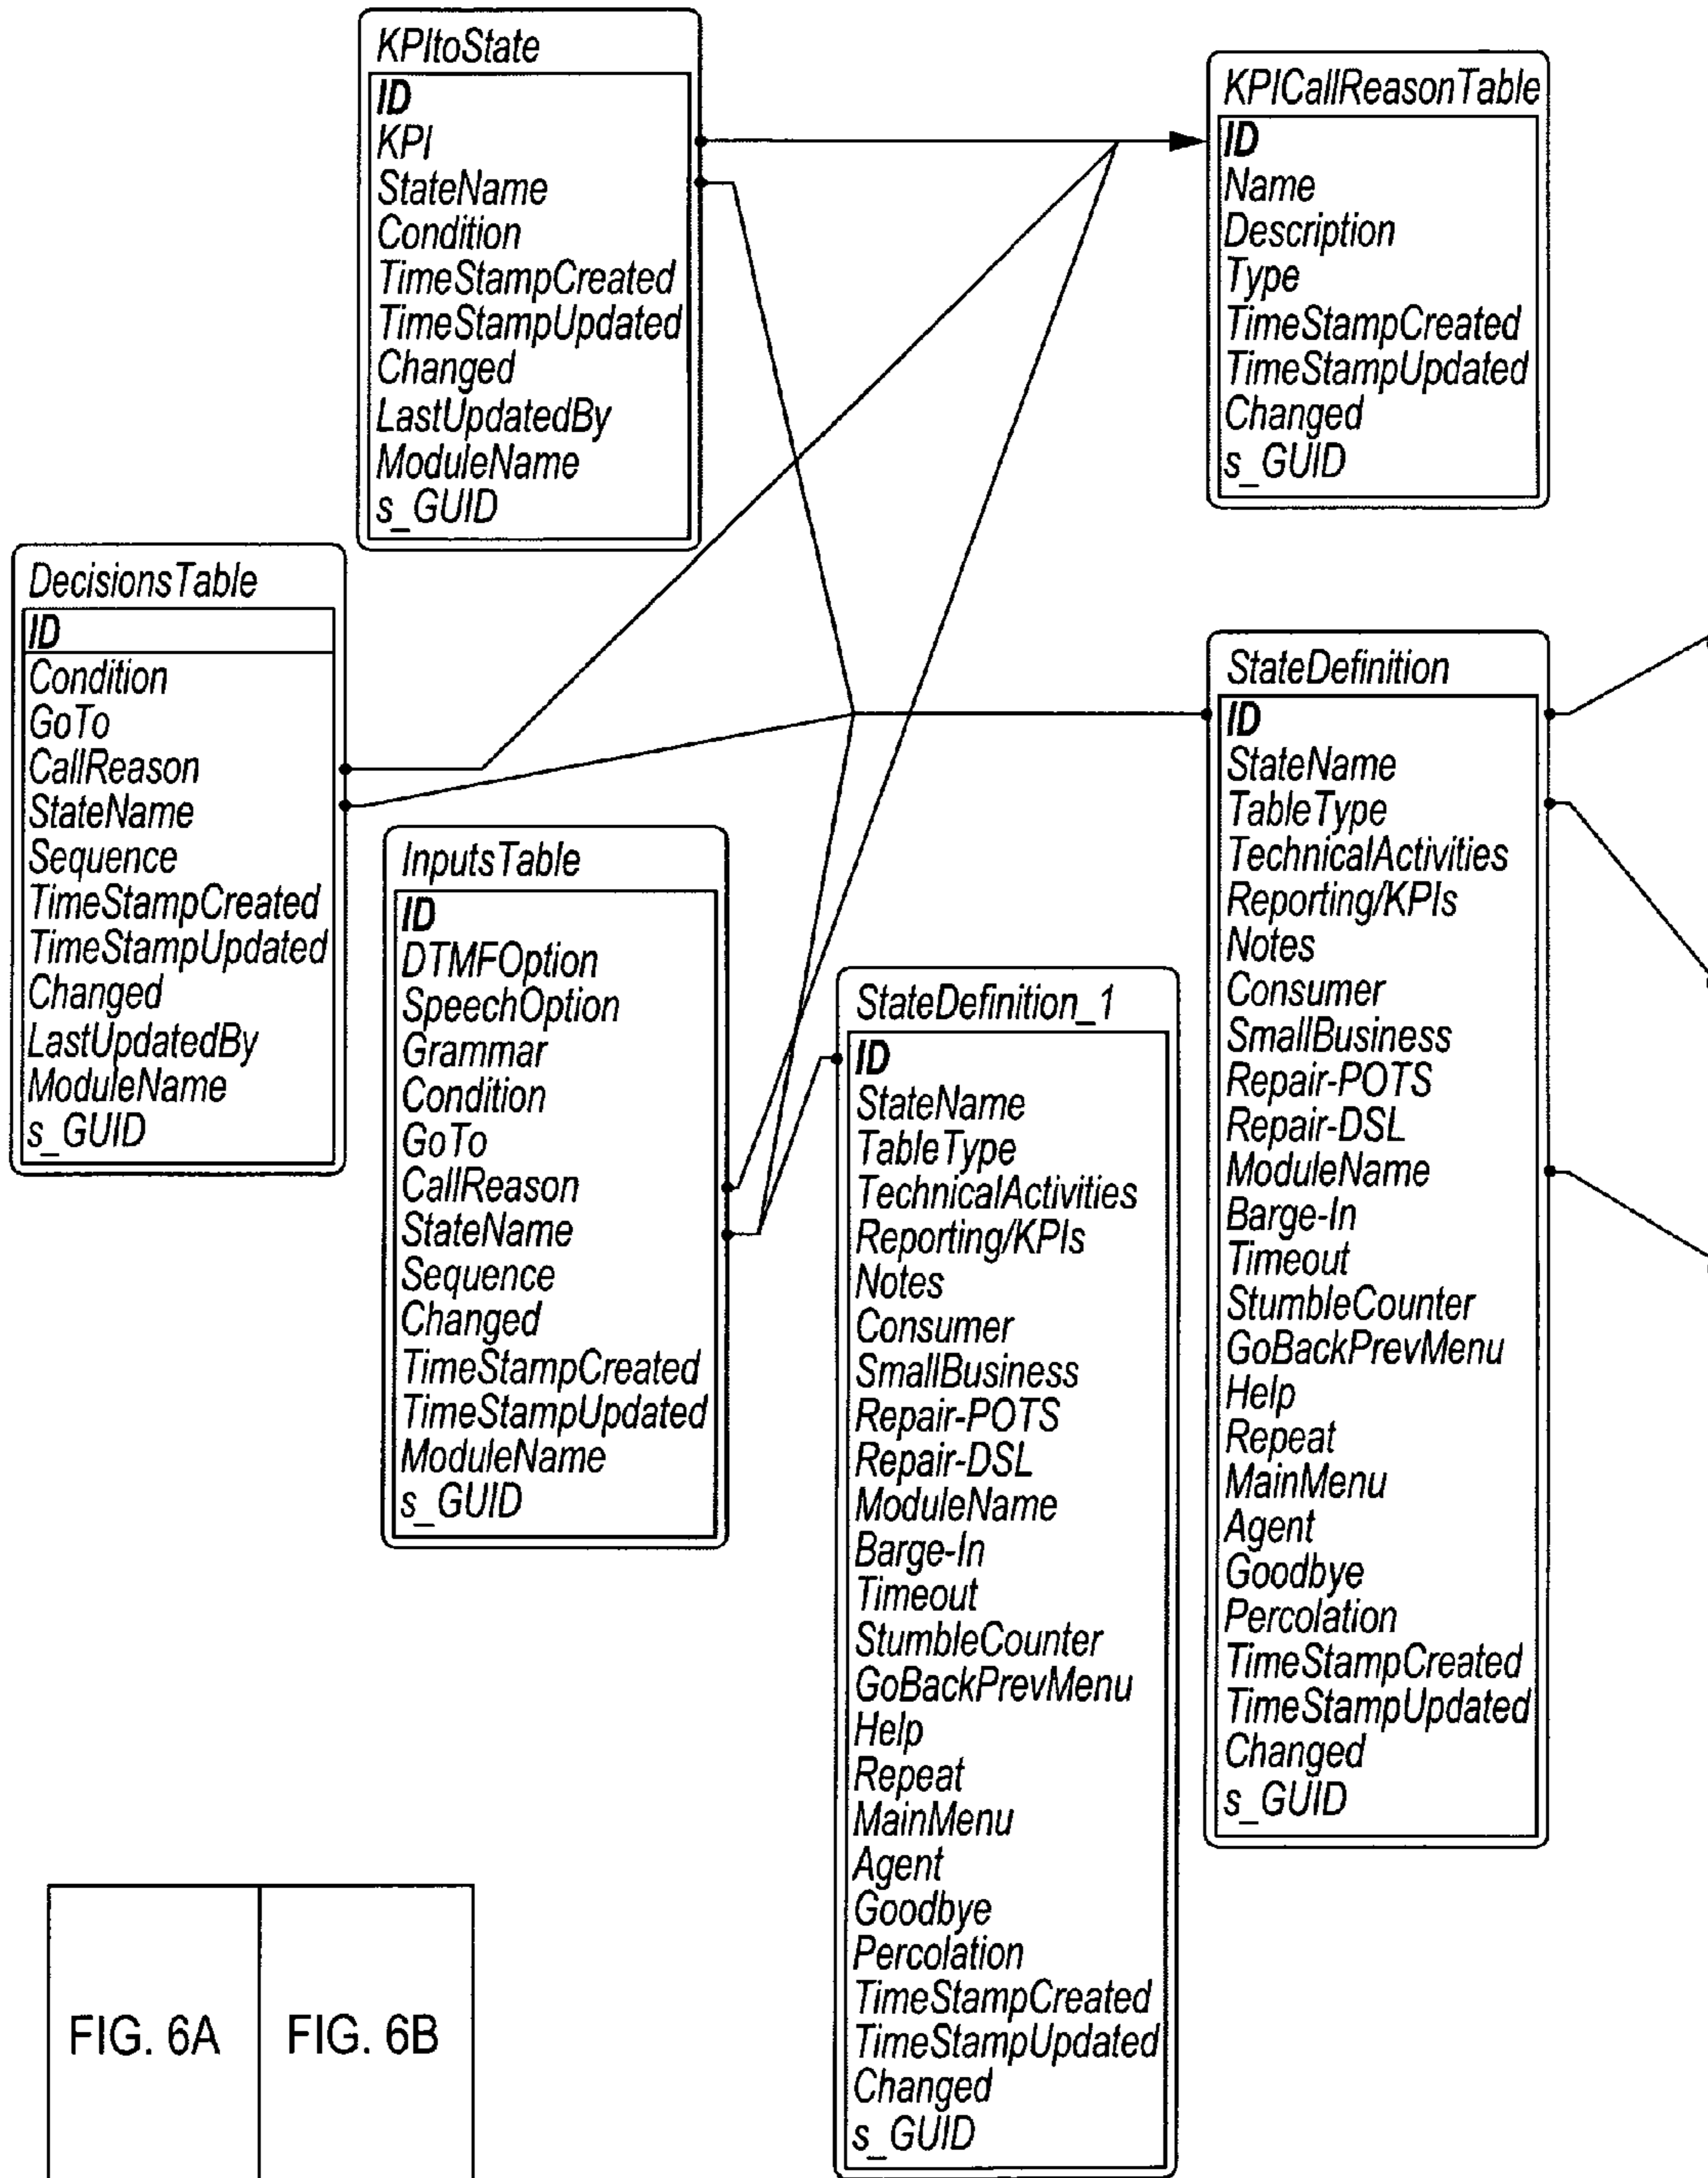 KPItoState
ID
KPI
StateName
Condition
TimeStampCreated
TimeStampUpdated
Changed
LastUpdatedBy
ModuleName
s_GUID
KPICallReasonTable
ID
Name
Description
Type
TimeStampCreated
TimeStampUpdated
Changed
s_GUID
DecisionsTable
ID
Condition
GoTo
CallReason
StateName
Sequence
TimeStampCreated
TimeStampUpdated
Changed
LastUpdatedBy
ModuleName
s_GUID
InputsTable
ID
DTMFOption
SpeechOption
Grammar
Condition
GoTo
CallReason
StateName
Sequence
Changed
TimeStampCreated
TimeStampUpdated
ModuleName
s_GUID
StateDefinition_1
ID
StateName
TableType
TechnicalActivities
Reporting/KPIs
Notes
Consumer
SmallBusiness
Repair-POTS
Repair-DSL
ModuleName
Barge-In
Timeout
StumbleCounter
GoBackPrevMenu
Help
Repeat
MainMenu
Agent
Goodbye
Percolation
TimeStampCreated
TimeStampUpdated
Changed
s_GUID
StateDefinition
ID
StateName
TableType
TechnicalActivities
Reporting/KPIs
Notes
Consumer
SmallBusiness
Repair-POTS
Repair-DSL
ModuleName
Barge-In
Timeout
StumbleCounter
GoBackPrevMenu
Help
Repeat
MainMenu
Agent
Goodbye
Percolation
TimeStampCreated
TimeStampUpdated
Changed
s_GUID
FIG. 6A
FIG. 6B